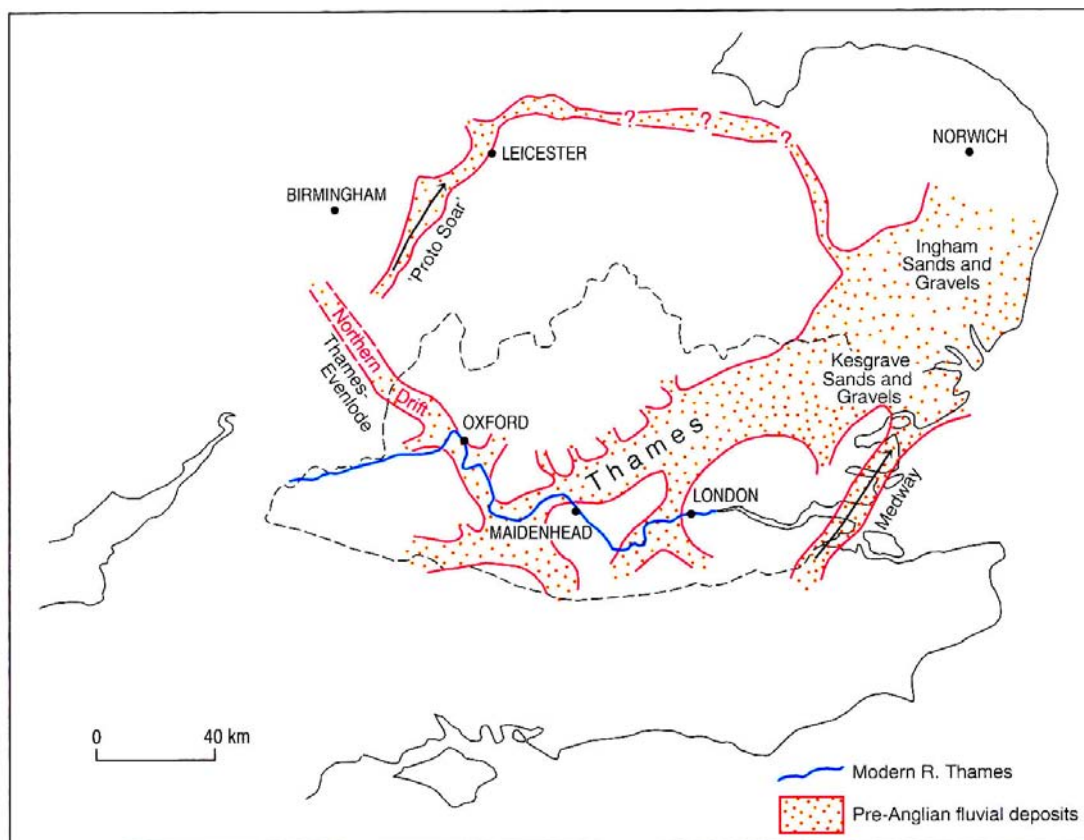 NORWICH
?
?
?
LEICESTER
BIRMINGHAM
'Proto Soar'
Ingham
Sands and
Gravels
Northern
Drift
Thames-
Evenlode
Kesgrave
Sands and
Gravels
OXFORD
Thames
LONDON
MAIDENHEAD
Medway
0 40 km
Modern R. Thames
Pre-Anglian fluvial deposits